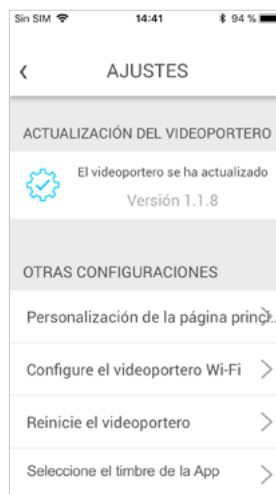 Sin SIM 14:41 94 %
AJUSTES
ACTUALIZACIÓN DEL VIDEOPORTERO
El videoportero se ha actualizado
Versión 1.1.8
OTRAS CONFIGURACIONES
Personalización de la página princi..
Configure el videoportero Wi-Fi
Reinicie el videoportero
Seleccione el timbre de la App